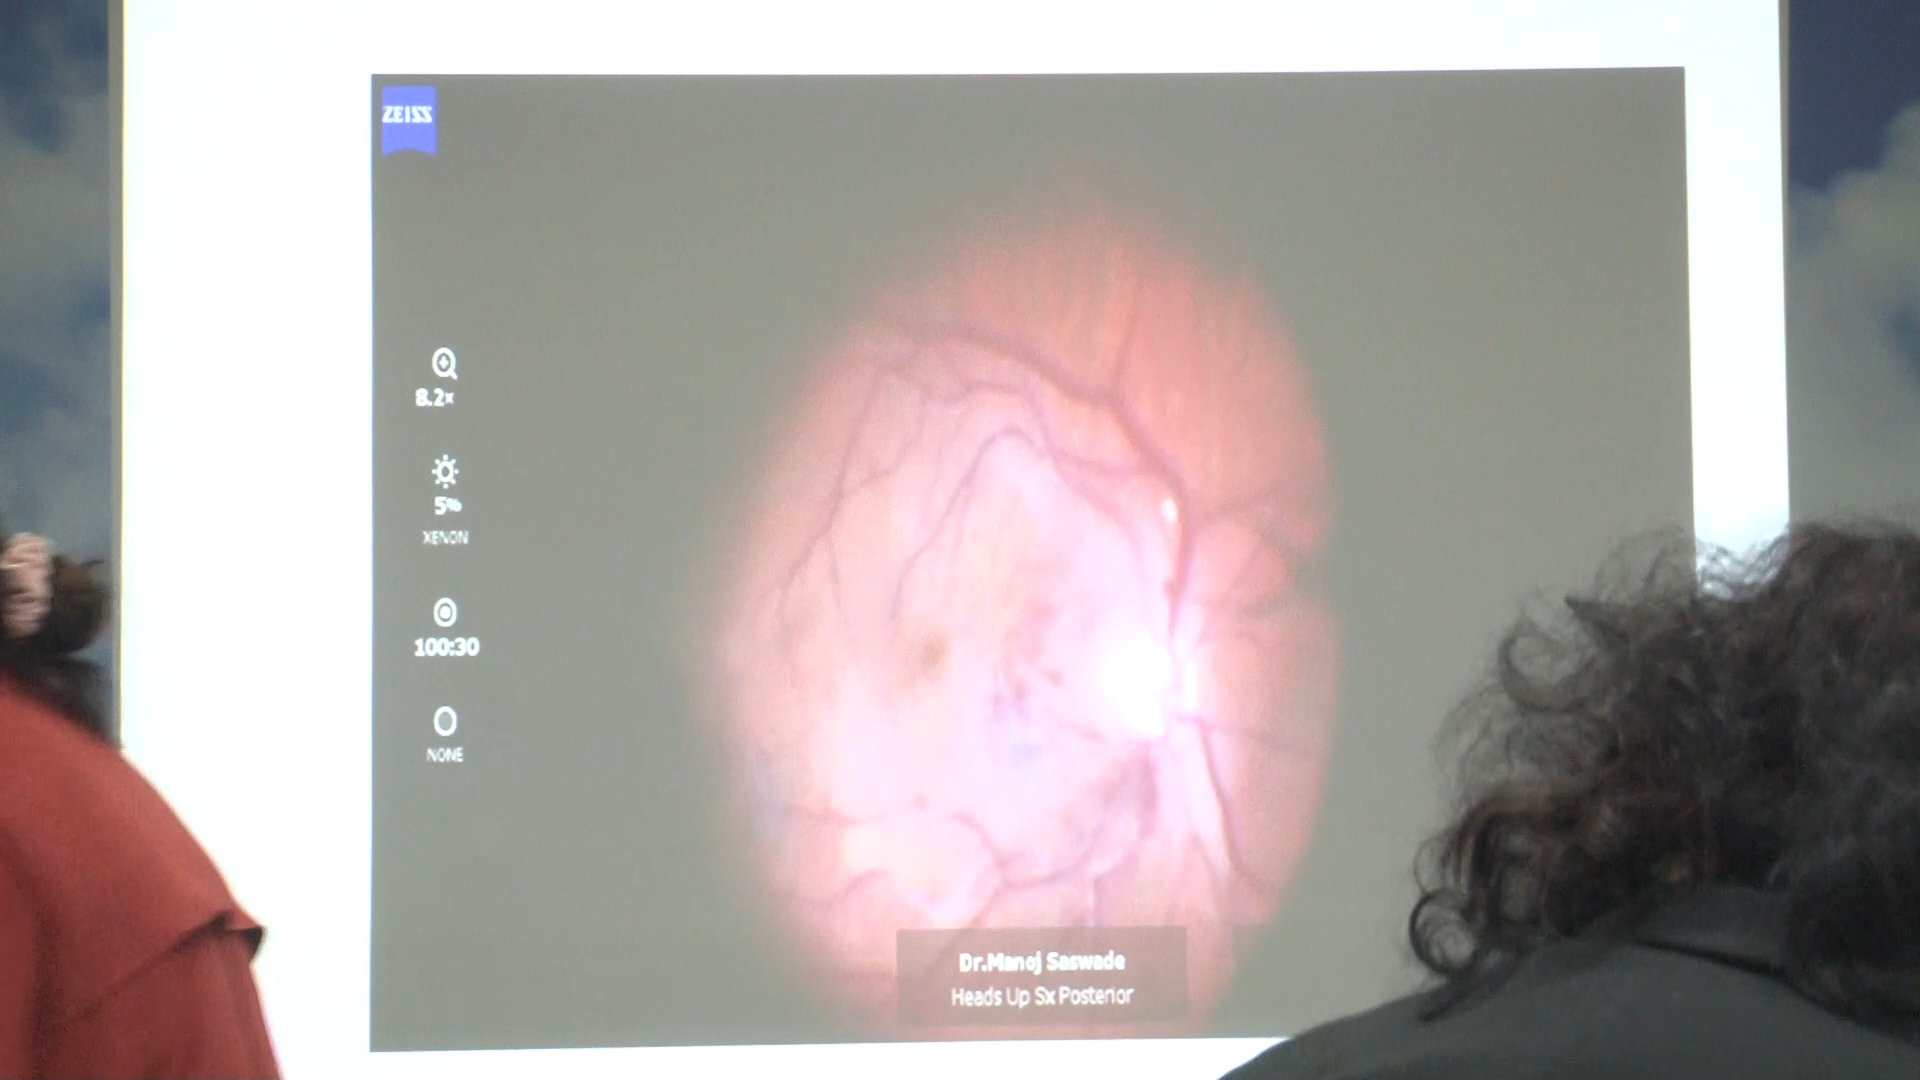 ZEISS
8.2x
5%
XENON
100:30
NONE
Dr.Manoj Saswade
Heads Up Sx Posterior